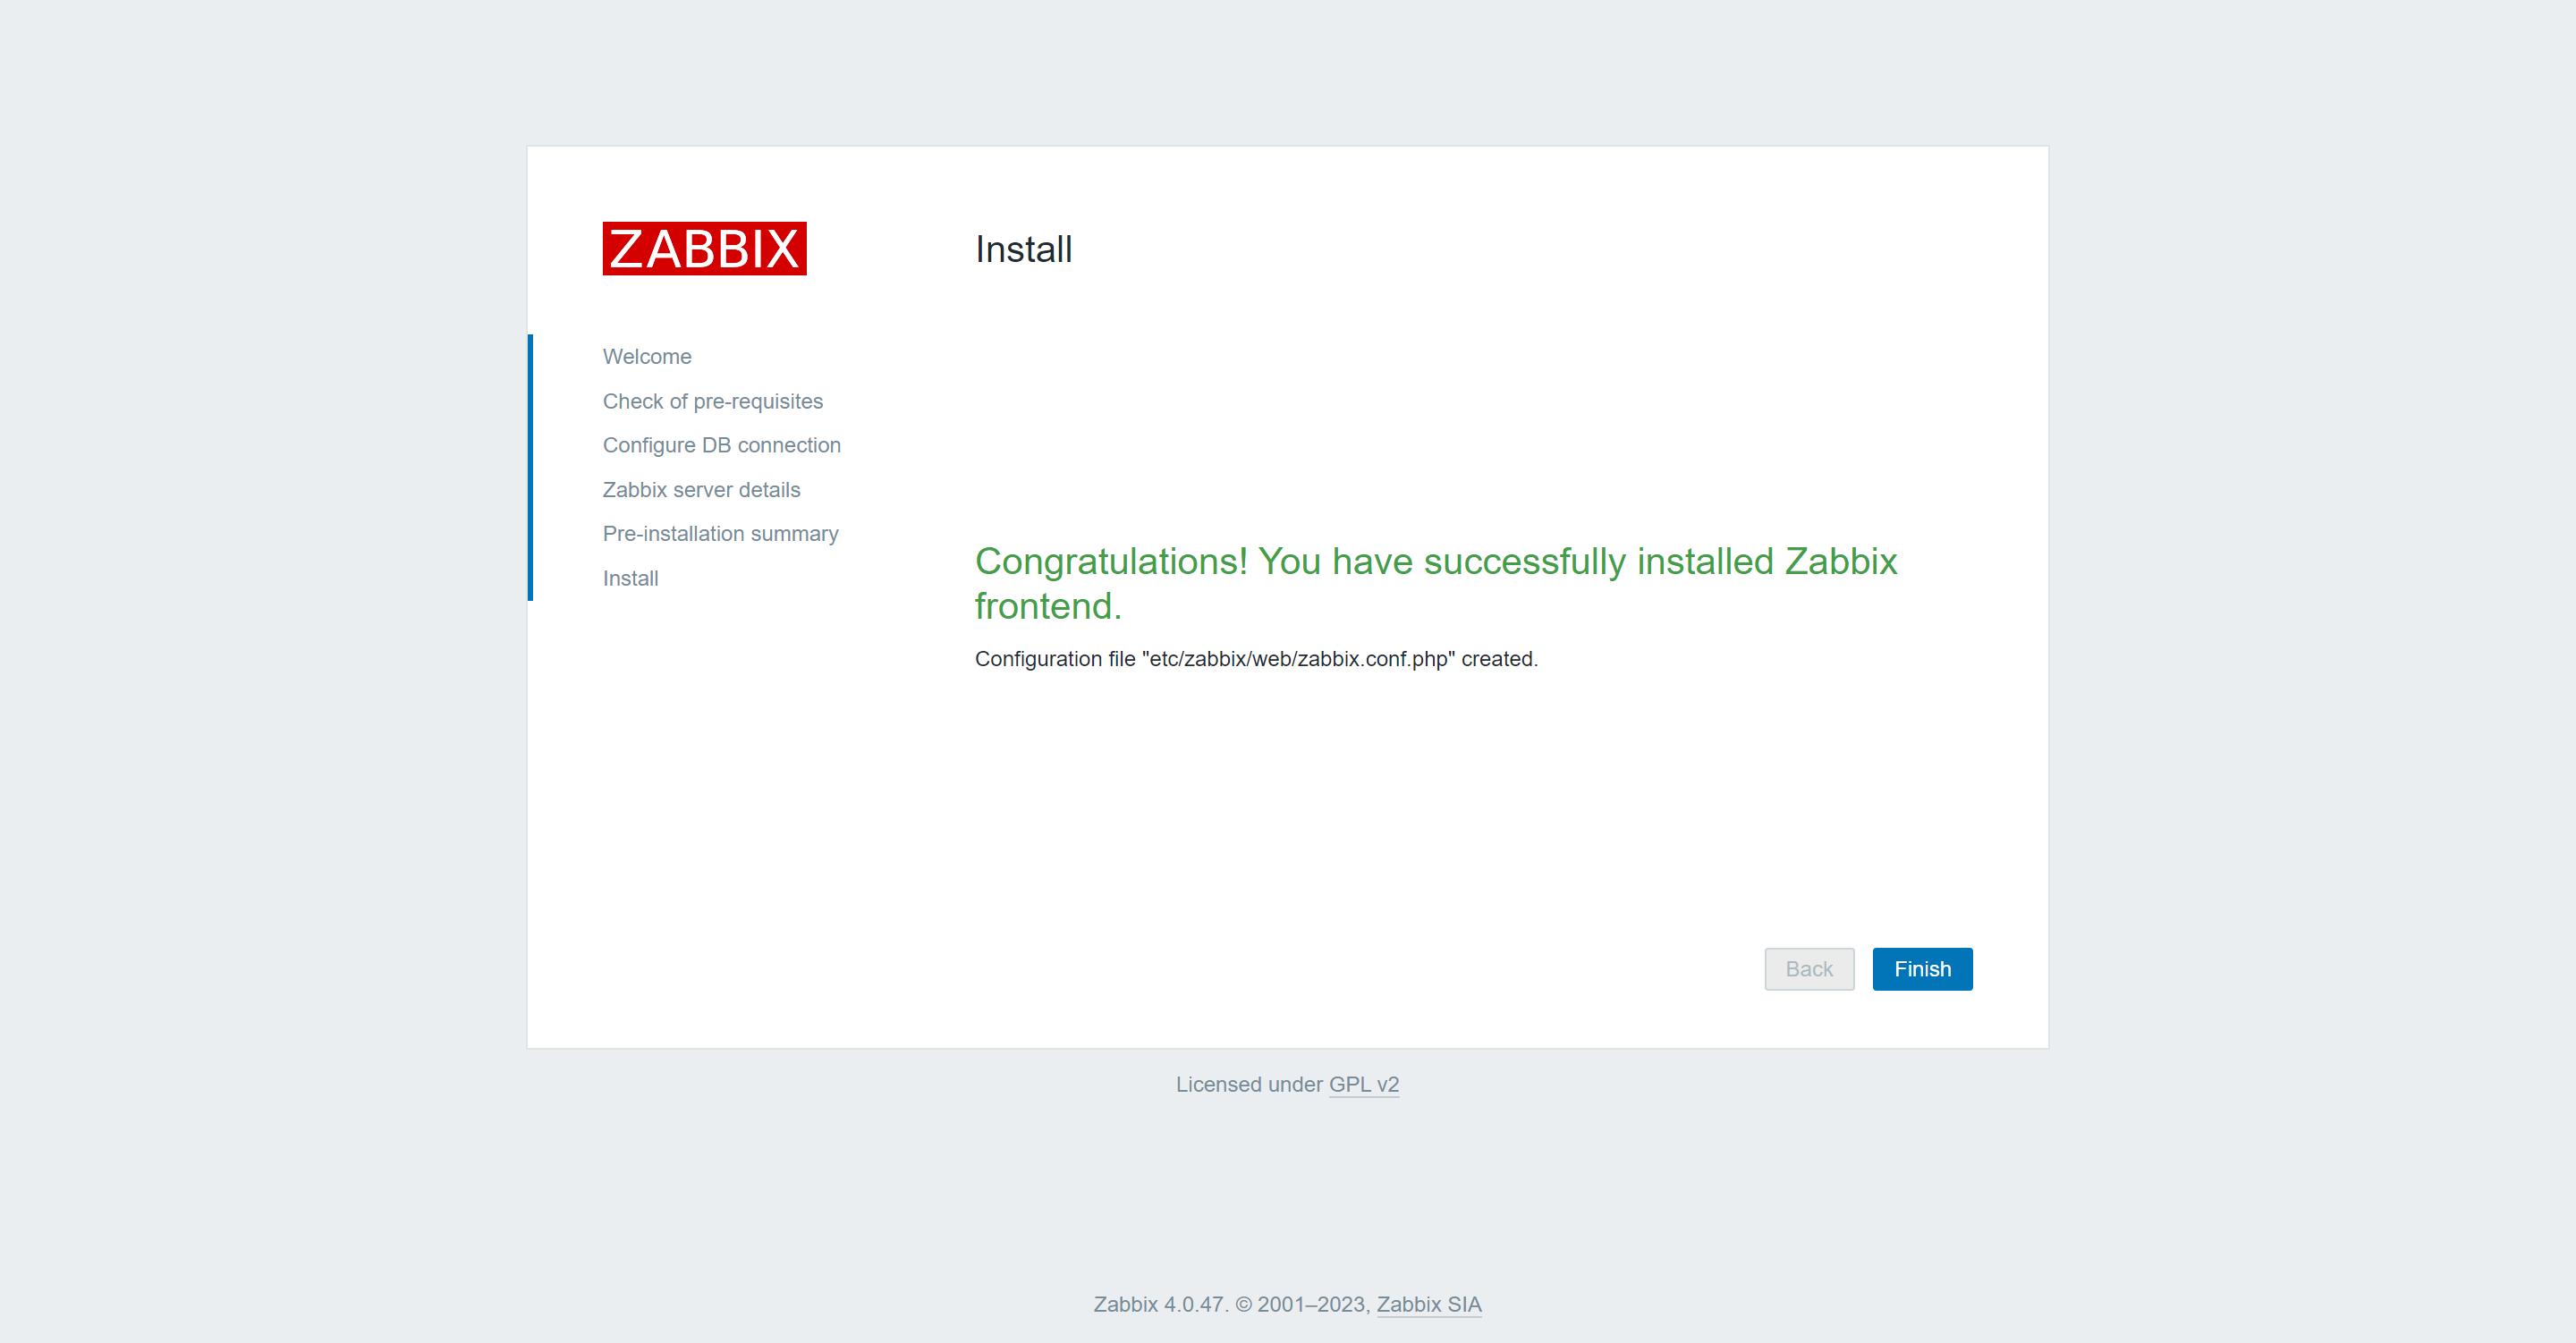 ZABBIX
Install
Welcome
Check of pre-requisites
Configure DB connection
Zabbix server details
Pre-installation summary
Install
Congratulations! You have successfully installed Zabbix
frontend.
Configuration file "etc/zabbix/web/zabbix.conf.php" created.
Back
Finish
Licensed under GPL v2
Zabbix 4.0.47. © 2001–2023, Zabbix SIA